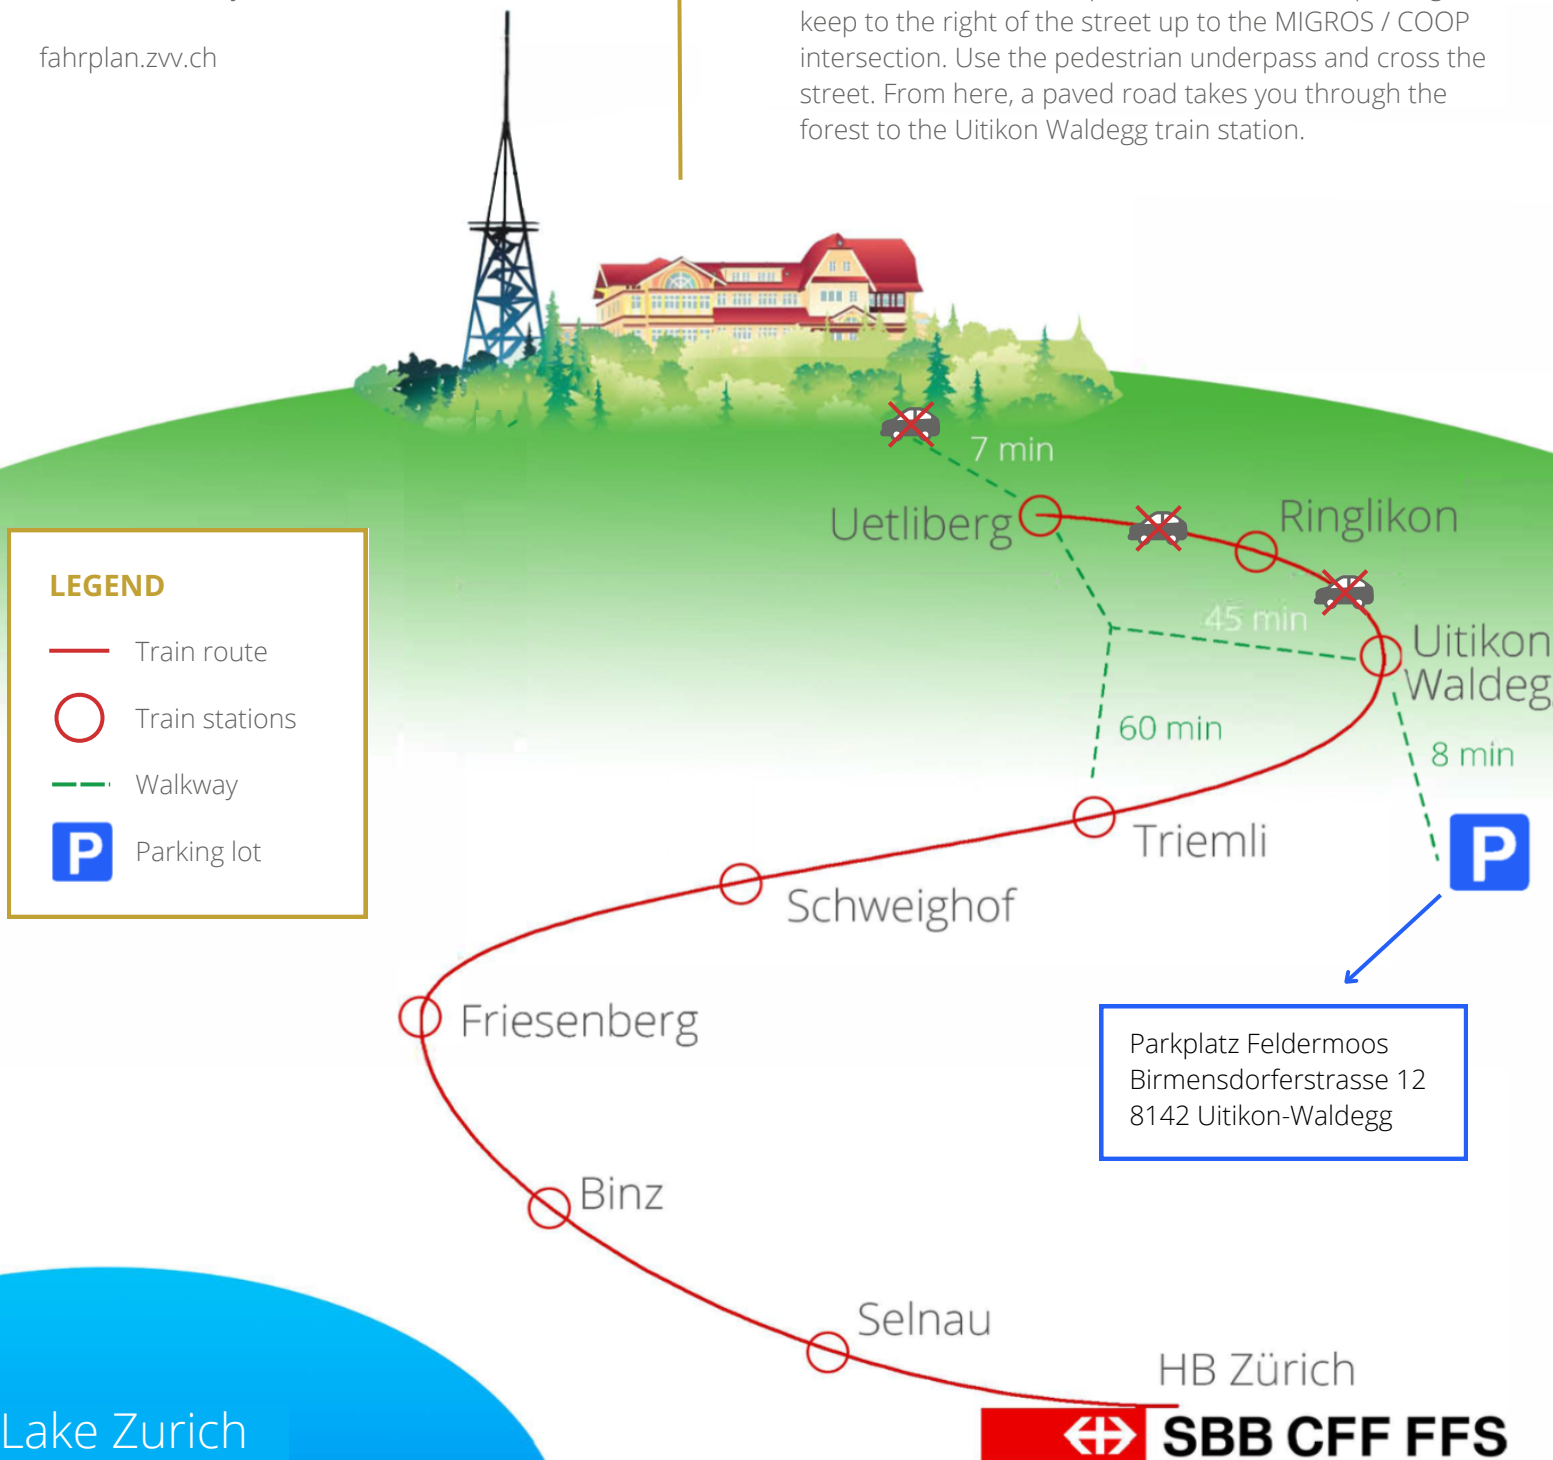 fahrplan.zvv.ch
keep to the right of the street up to the MIGROS / COOP
intersection. Use the pedestrian underpass and cross the
street. From here, a paved road takes you through the
forest to the Uitikon Waldegg train station.
7 min
Uetliberg
Ringlikon
45 min
Uitikon
Waldeg
60 min
8 min
LEGEND
Train route
Train stations
Walkway
P Parking lot
P
Triemli
Schweighof
Friesenberg
Parkplatz Feldermoos
Birmensdorferstrasse 12
8142 Uitikon-Waldegg
Binz
Selnau
HB Zürich
Lake Zurich
SBB CFF FFS